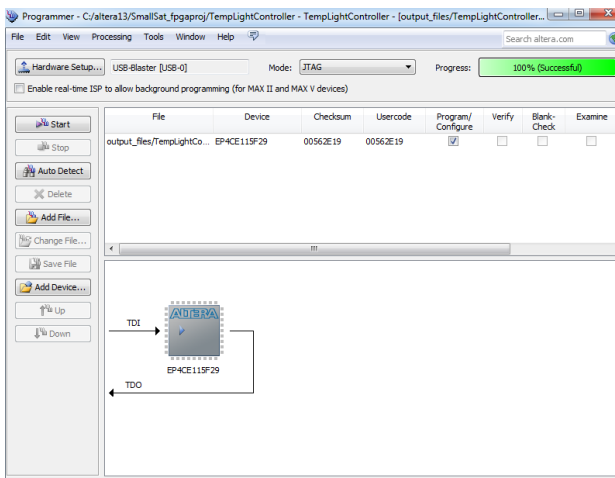 Programmer - C:/altera13/SmallSat_fpgaproj/TempLightController - TempLightController - [output_files/TempLightController...
File Edit View Processing Tools Window Help
Search altera.com
Hardware Setup... USB-Blaster [USB-0] Mode: JTAG Progress: 100% (Successful)
Enable real-time ISP to allow background programming (for MAX II and MAX V devices)
Start
Stop
Auto Detect
Delete
Add File...
Change File...
Save File
Add Device...
Up
Down
File Device Checksum Usercode Program/ Verify Blank- Examine
Configure Check
output_files/TempLightCo... EP4CE115F29 00562E19 00562E19
TDI
ALTERA
EP4CE115F29
TDO